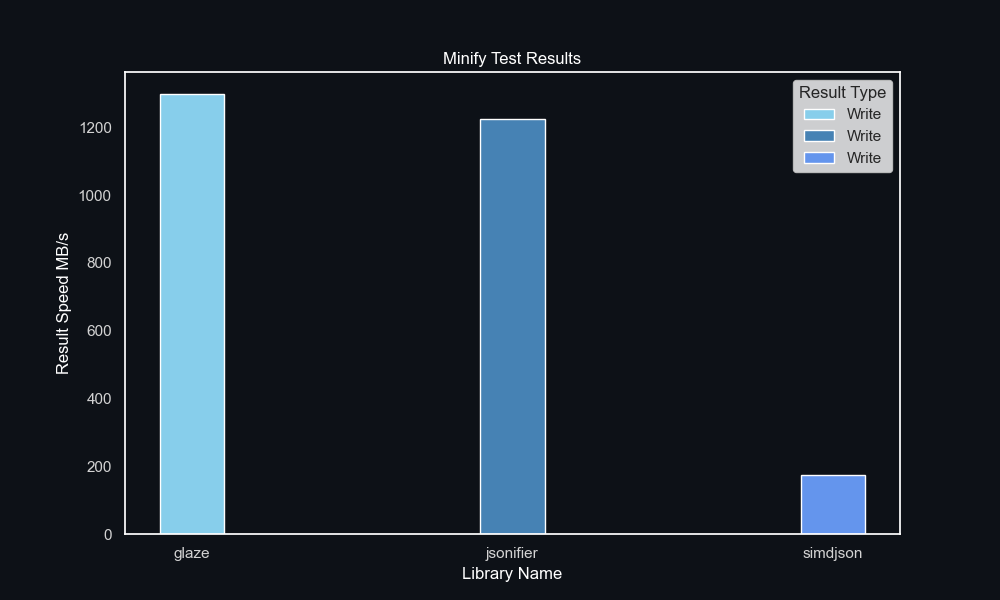 Minify Test Results
Result Type
Write
Write
Write
Result Speed MB/s
1200
1000
800
600
400
200
0
glaze jsonifier simdjson
Library Name